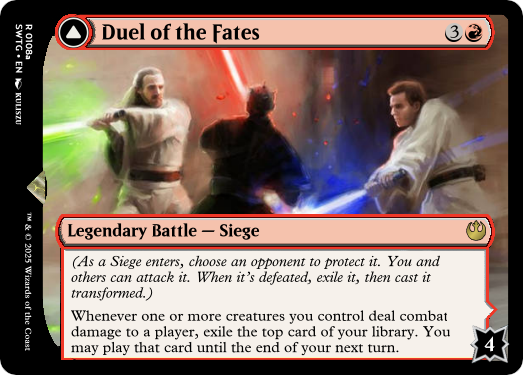 Duel of the Fates
3
Legendary Battle — Siege
(As a Siege enters, choose an opponent to protect it. You and
others can attack it. When it's defeated, exile it, then cast it
transformed.)
Whenever one or more creatures you control deal combat
damage to a player, exile the top card of your library. You
may play that card until the end of your next turn.
4
R 0108a
SWTG • EN KULISZU
™ & © 2025 Wizards of the Coast